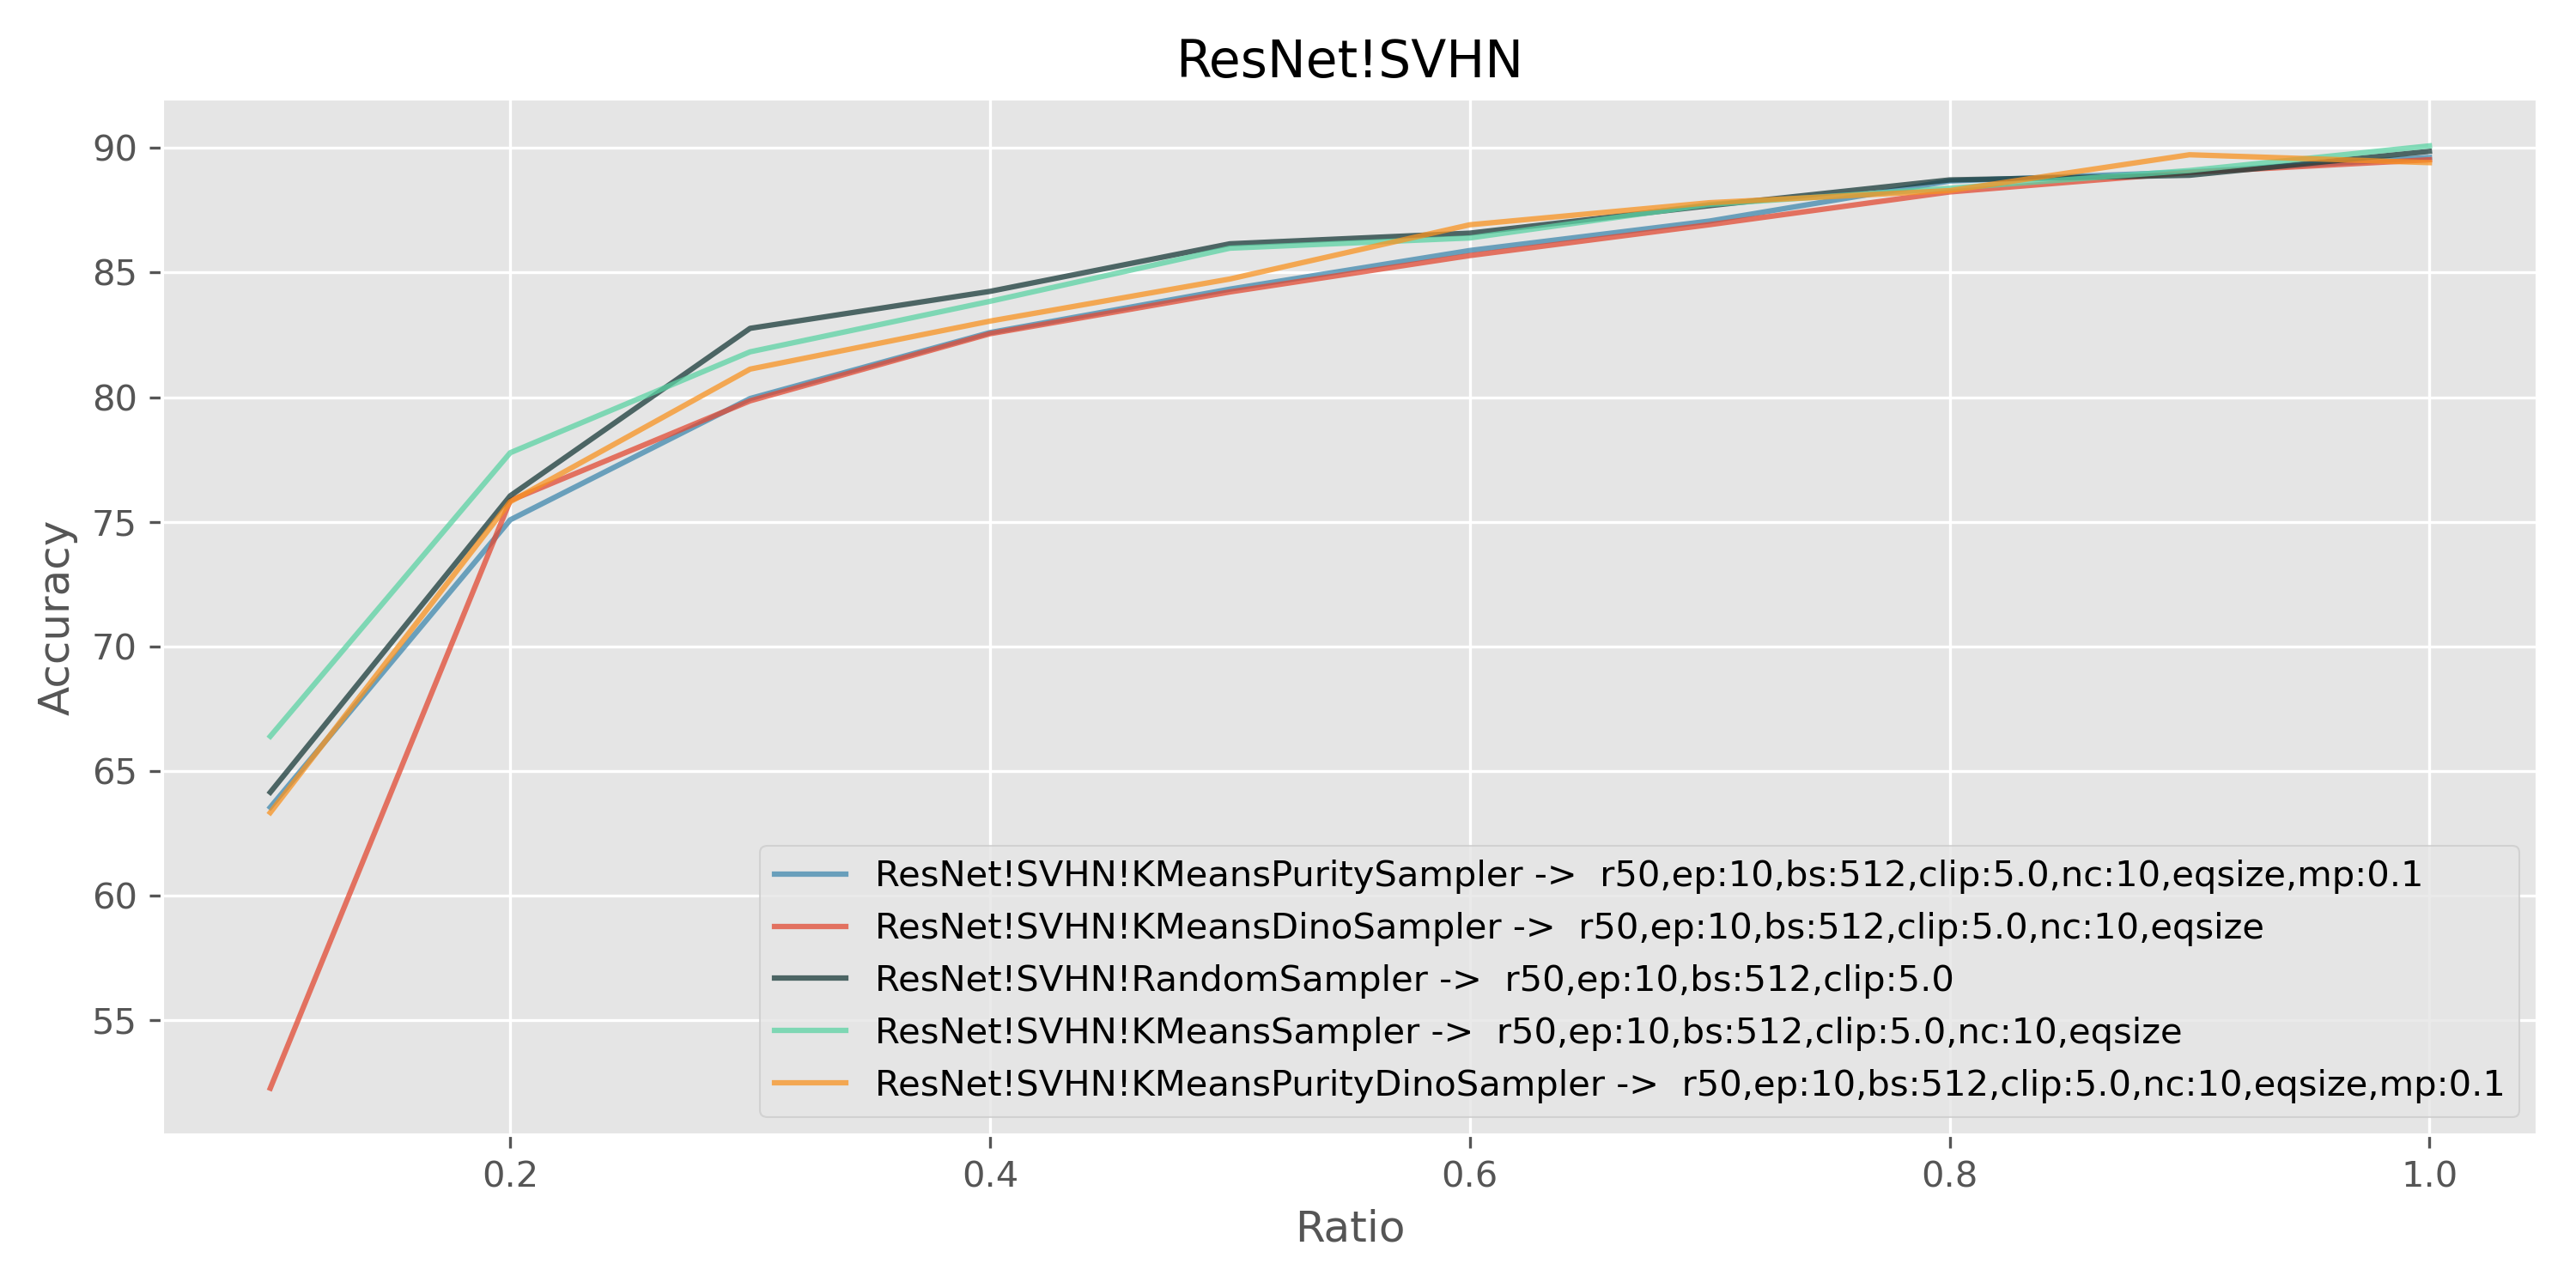 ResNet!SVHN
90
85
80
75
70
65
60
55
Accuracy
ResNet!SVHN!KMeansPuritySampler -> r50,ep:10,bs:512,clip:5.0,nc:10,eqsize,mp:0.1
ResNet!SVHN!KMeansDinoSampler -> r50,ep:10,bs:512,clip:5.0,nc:10,eqsize
ResNet!SVHN!RandomSampler -> r50,ep:10,bs:512,clip:5.0
ResNet!SVHN!KMeansSampler -> r50,ep:10,bs:512,clip:5.0,nc:10,eqsize
ResNet!SVHN!KMeansPurityDinoSampler -> r50,ep:10,bs:512,clip:5.0,nc:10,eqsize,mp:0.1
0.2 0.4 0.6 0.8 1.0
Ratio